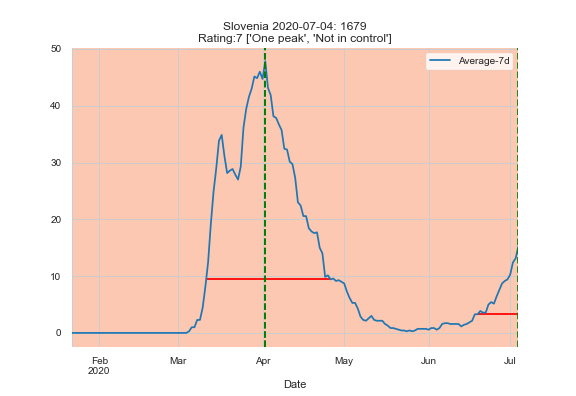 Slovenia 2020-07-04: 1679
Rating:7 ['One peak', 'Not in control']
Average-7d
50
40
30
20
10
0
Feb Mar Apr May Jun Jul
2020
Date